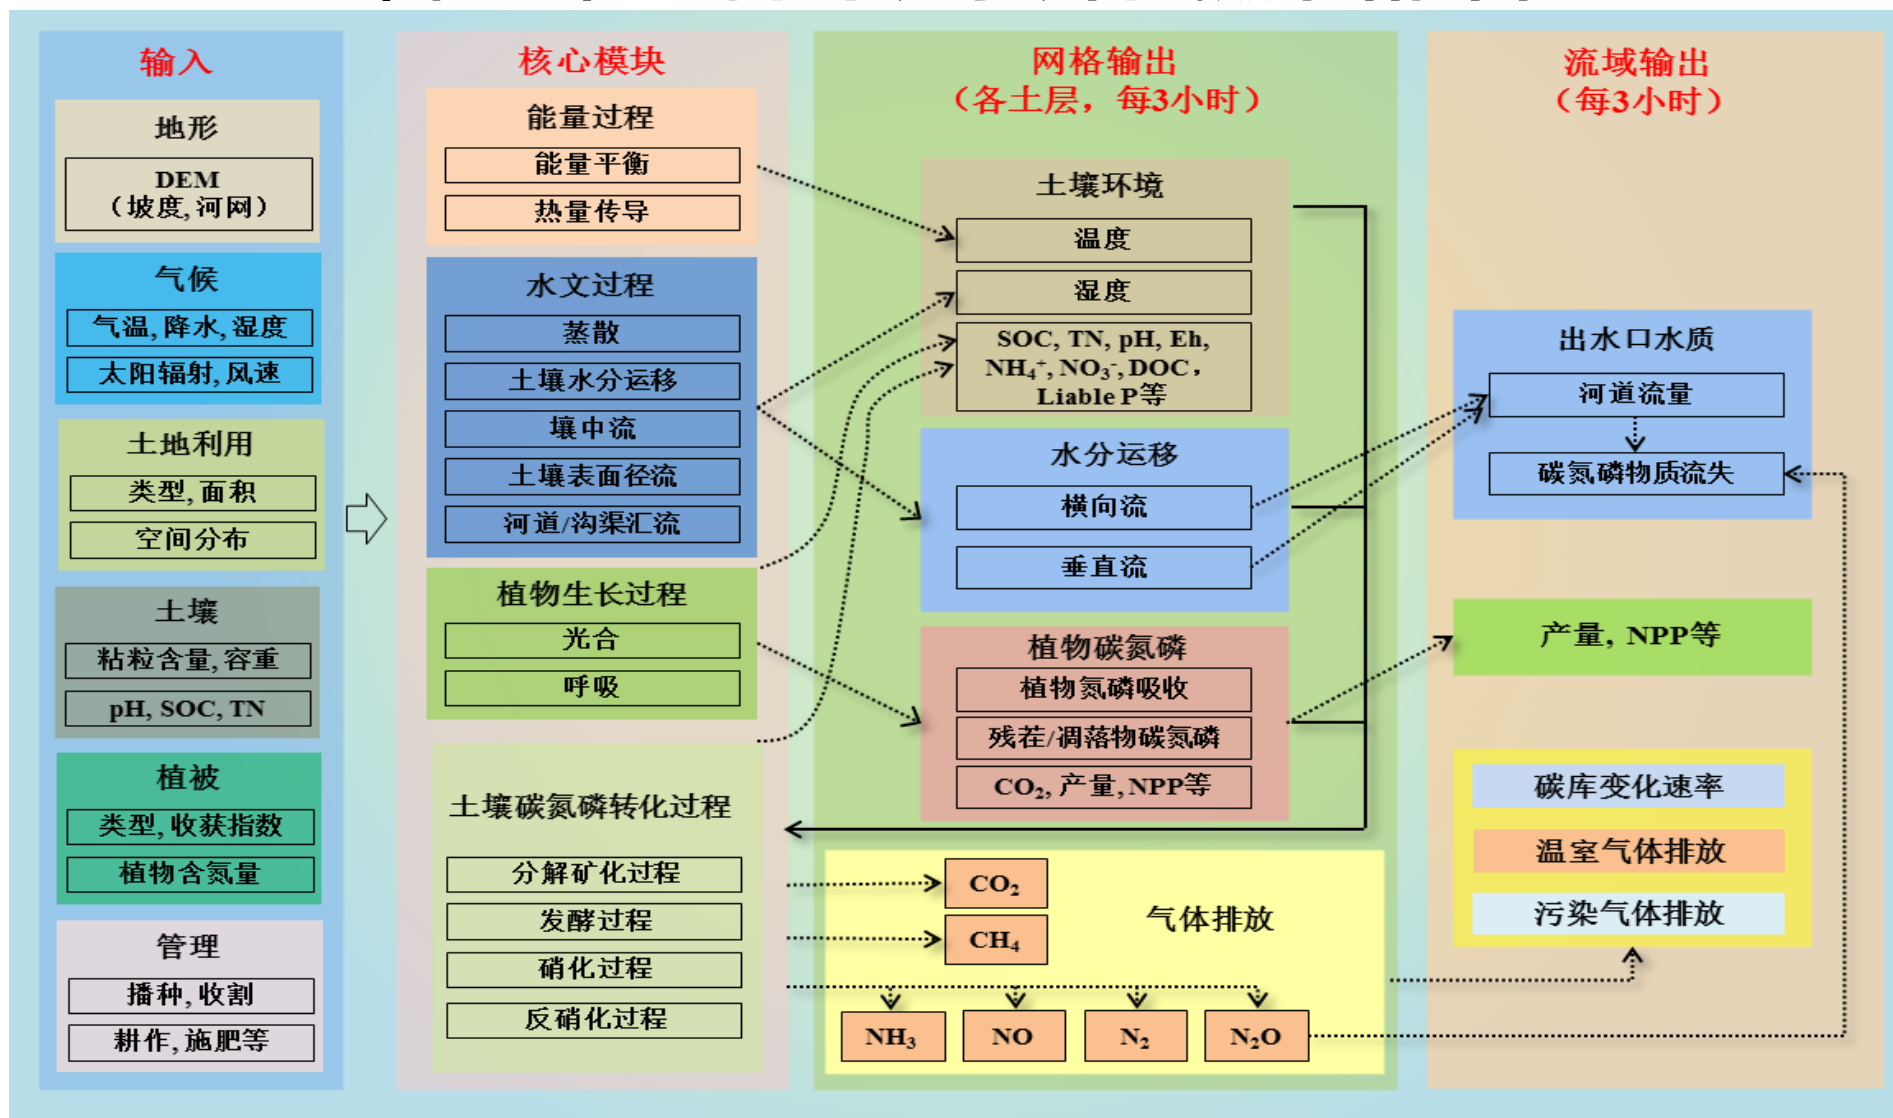 输入
地形
DEM
（坡度, 河网）
气候
气温, 降水, 湿度
太阳辐射, 风速
土地利用
类型, 面积
空间分布
土壤
粘粒含量, 容重
pH, SOC, TN
植被
类型, 收获指数
植物含氮量
管理
播种, 收割
耕作, 施肥等
核心模块
能量过程
能量平衡
热量传导
水文过程
蒸散
土壤水分运移
壤中流
土壤表面径流
河道/沟渠汇流
植物生长过程
光合
呼吸
土壤碳氮磷转化过程
分解矿化过程
发酵过程
硝化过程
反硝化过程
网格输出
（各土层，每3小时）
土壤环境
温度
湿度
SOC, TN, pH, Eh,
NH₄⁺, NO₃⁻, DOC，
Liable P等
水分运移
横向流
垂直流
植物碳氮磷
植物氮磷吸收
残茬/凋落物碳氮磷
CO₂, 产量, NPP等
CO₂
CH₄
气体排放
NH₃
NO
N₂
N₂O
流域输出
（每3小时）
出水口水质
河道流量
碳氮磷物质流失
产量, NPP等
碳库变化速率
温室气体排放
污染气体排放